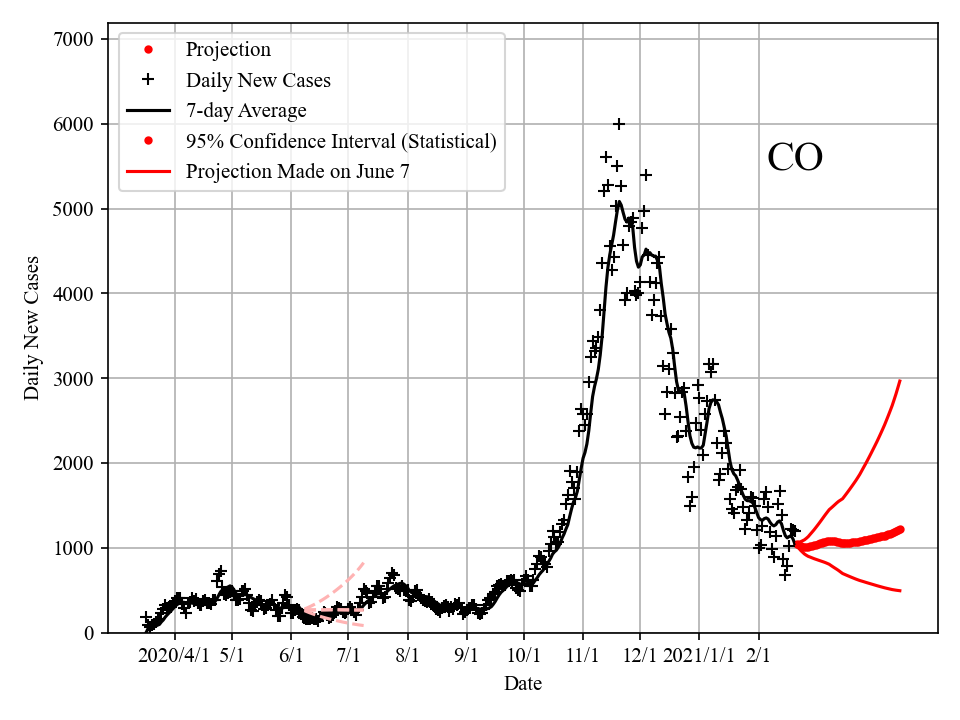 7000
6000
5000
4000
3000
2000
1000
0
Projection
Daily New Cases
7-day Average
95% Confidence Interval (Statistical)
Projection Made on June 7
CO
Daily New Cases
2020/4/1 5/1 6/1 7/1 8/1 9/1 10/1 11/1 12/1 2021/1/1 2/1
Date